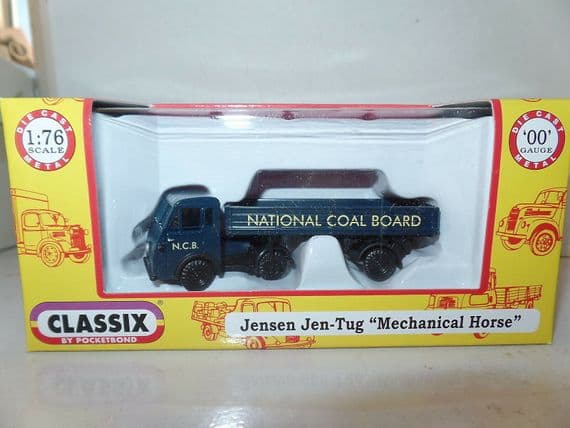 DIE CAST
1:76
SCALE
METAL
DIE CAST
'00'
GAUGE
METAL
NATIONAL COAL BOARD
N.C.B.
CLASSIX®
BY POCKETBOND
Jensen Jen-Tug “Mechanical Horse”